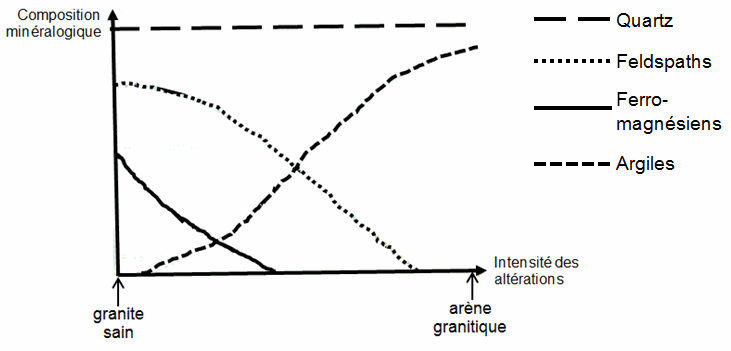 Composition
minéralogique
Quartz
Feldspaths
Ferro-
magnésiens
Argiles
Intensité des
altérations
granite
sain
arène
granitique